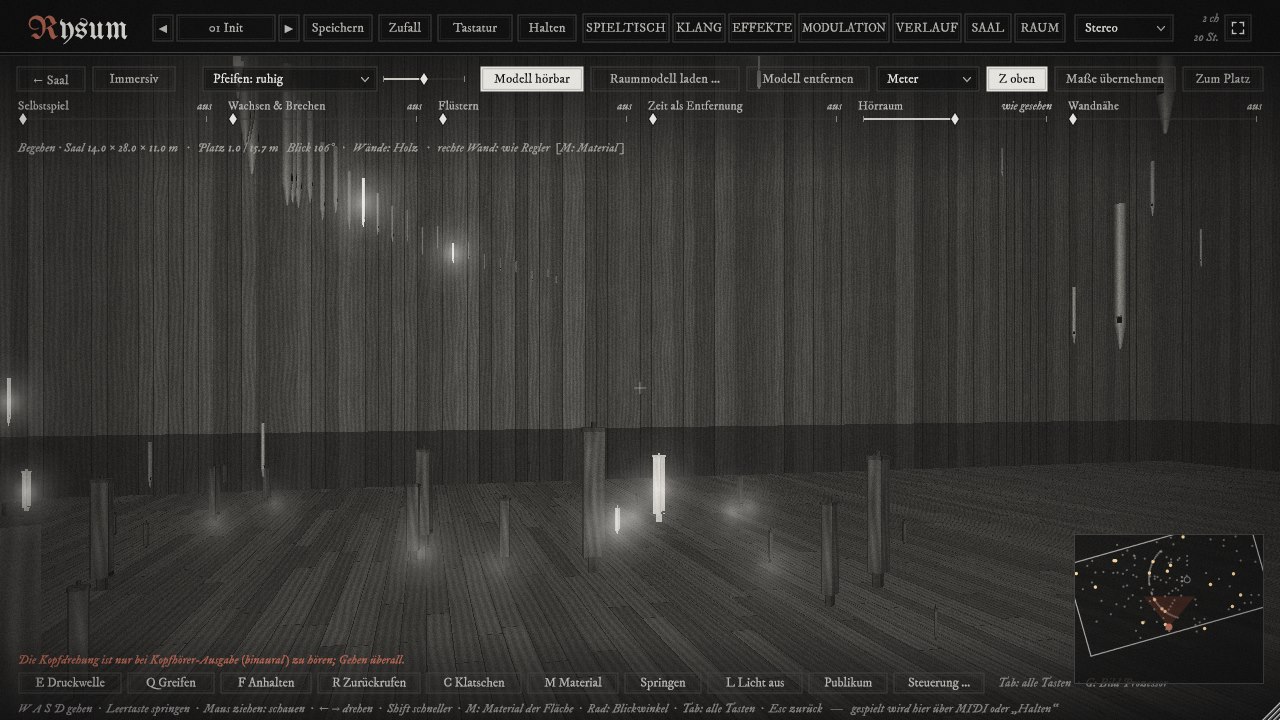 Rysum ◀ 01 Init ▶ Speichern Zufall Tastatur Halten SPIELTISCH KLANG EFFEKTE MODULATION VERLAUF SAAL RAUM Stereo 2 ch
20 St.
← Saal Immersiv Pfeifen: ruhig Modell hörbar Raummodell laden ... Modell entfernen Meter Z oben Maße übernehmen Zum Platz
Selbstspiel aus Wachsen & Brechen aus Flüstern aus Zeit als Entfernung aus Hörraum wie gesehen Wandnähe aus
Begehen · Saal 14.0 × 28.0 × 11.0 m · Platz 1.0 / 15.7 m Blick 106° · Wände: Holz · rechte Wand: wie Regler [M: Material]
Die Kopfdrehung ist nur bei Kopfhörer-Ausgabe (binaural) zu hören; Gehen überall.
E Druckwelle Q Greifen F Anhalten R Zurückrufen C Klatschen M Material Springen L Licht aus Publikum Steuerung ... Tab: alle Tasten · G: Bild Prozessor
W A S D gehen · Leertaste springen · Maus ziehen: schauen · ← → drehen · Shift schneller · M: Material der Fläche · Rad: Blickwinkel · Tab: alle Tasten · Esc zurück — gespielt wird hier über MIDI oder „Halten“